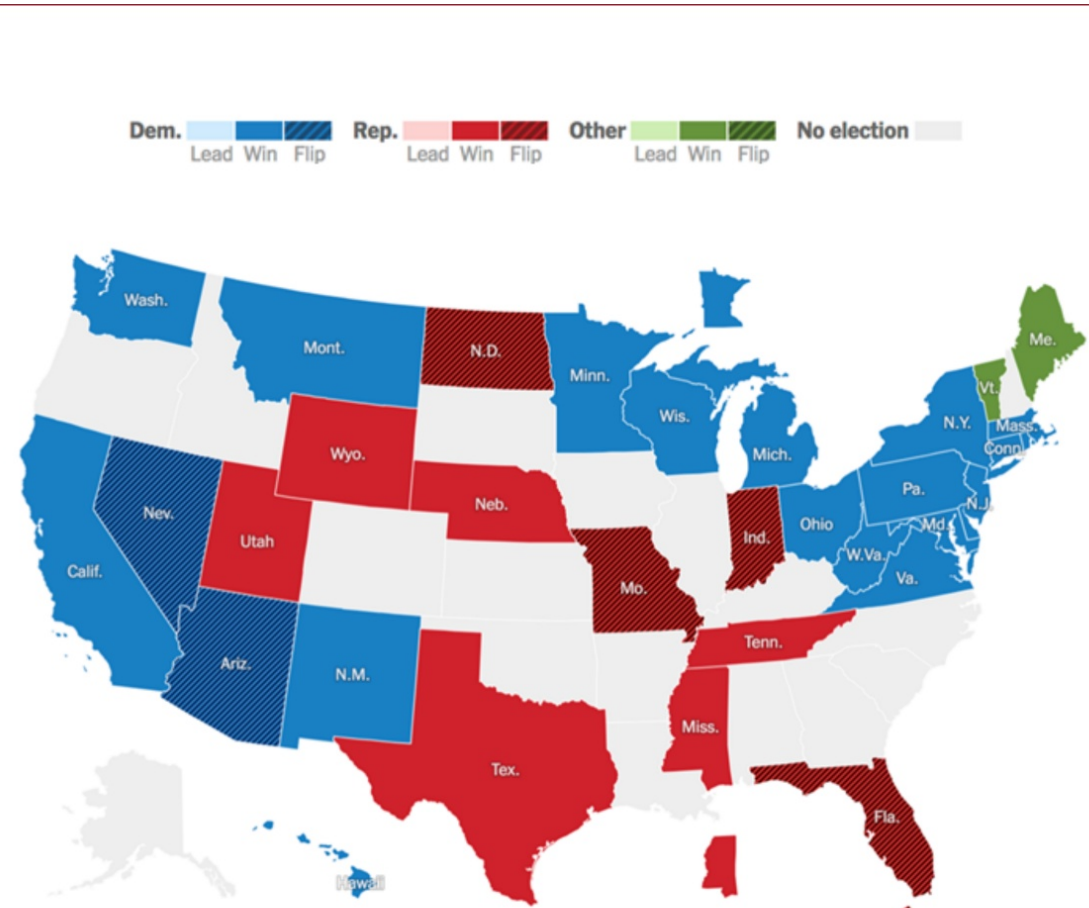 Dem. Rep. Other No election
Lead Win Flip Lead Win Flip Lead Win Flip
Wash.
Mont.
N.D.
Minn.
Me.
Vt.
Wis.
N.Y.
Mass.
Conn.
Wyo.
Mich.
Pa.
Neb.
N.J.
Nev.
Ohio
Md.
Utah
Ind.
W.Va.
Calif.
Va.
Mo.
Tenn.
Ariz.
N.M.
Miss.
Tex.
Fla.
Hawaii